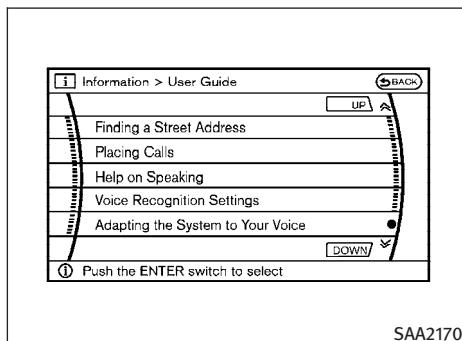 i Information > User Guide BACK
UP
Finding a Street Address
Placing Calls
Help on Speaking
Voice Recognition Settings
Adapting the System to Your Voice
DOWN
i Push the ENTER switch to select
SAA2170